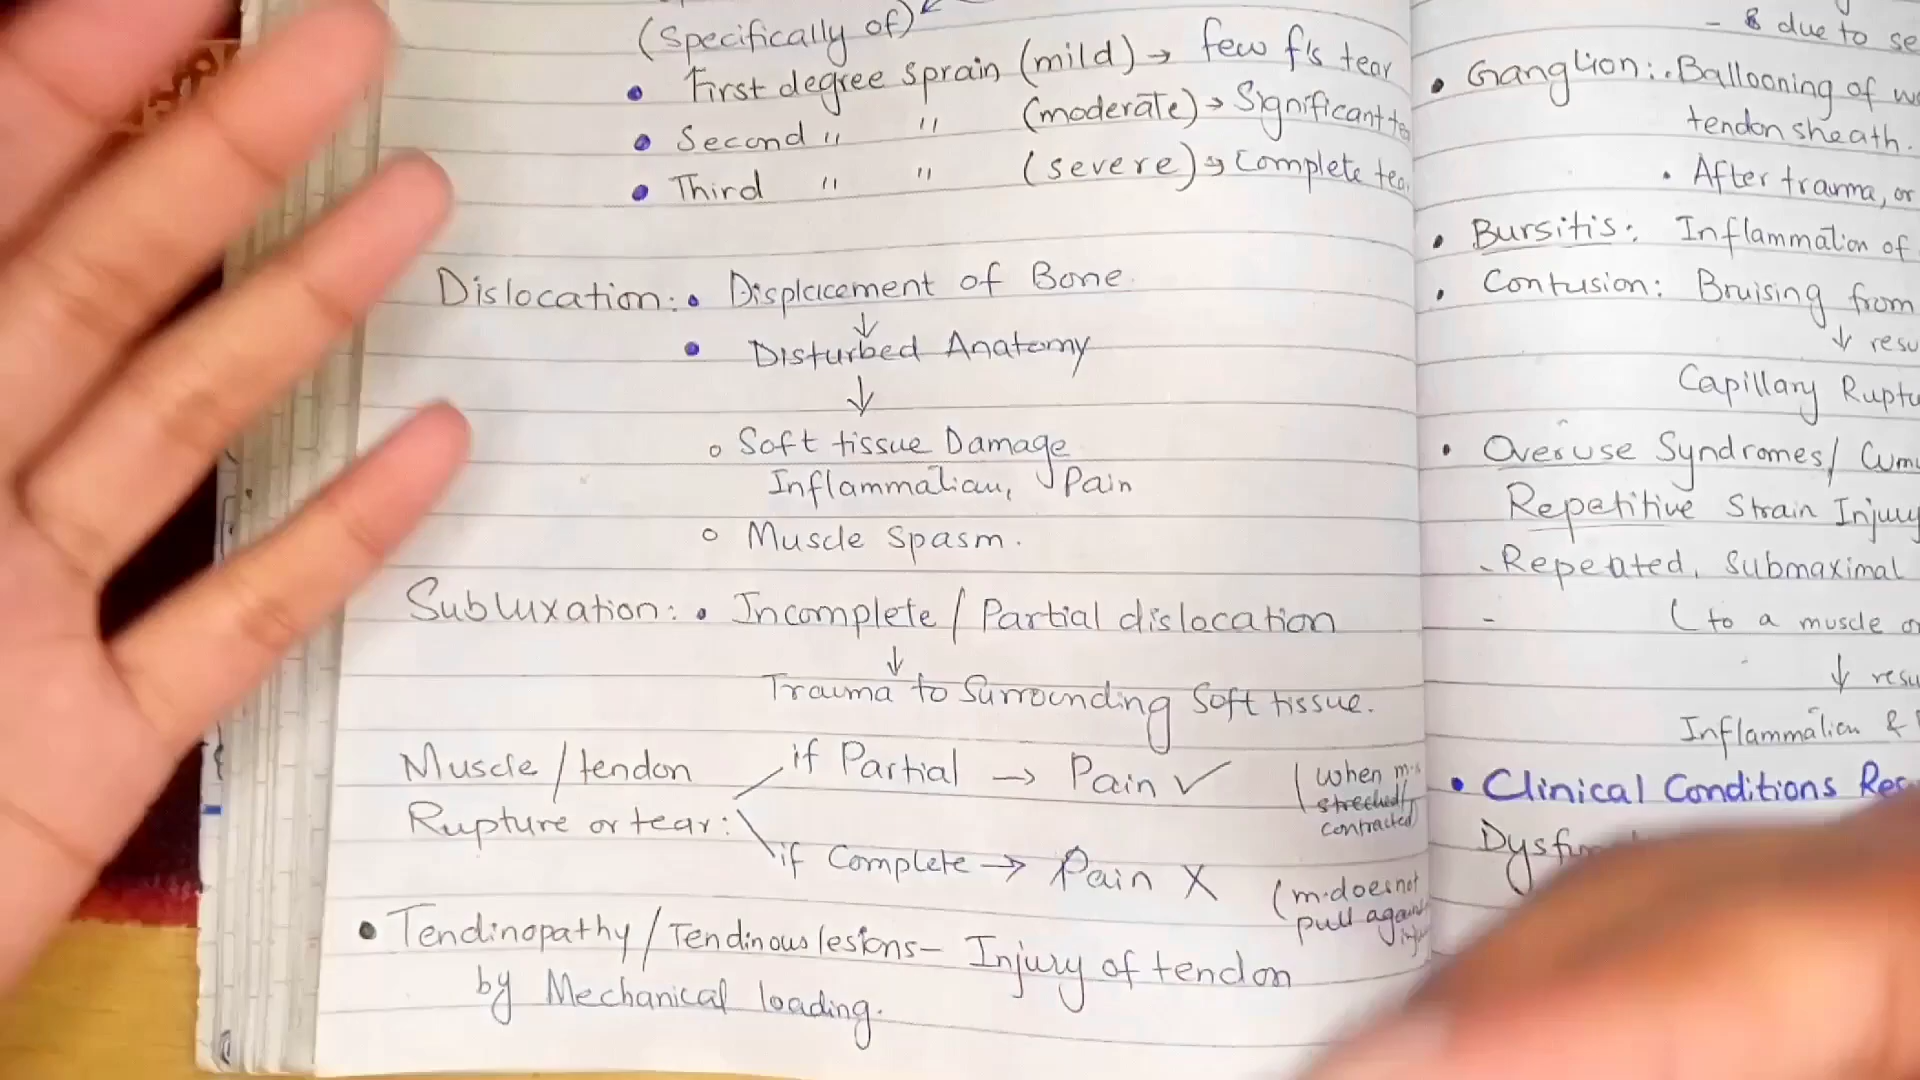 (Specifically of)
• First degree sprain (mild) → few f's tear
• Second " " (moderate) → Significant
• Third " " (severe) → Complete
Dislocation: • Displacement of Bone.
↓
• Disturbed Anatomy
↓
○ Soft tissue Damage
Inflammation, Pain
○ Muscle Spasm.
Subluxation: • Incomplete / Partial dislocation
↓
Trauma to Surrounding Soft tissue.
Muscle / tendon
Rupture or tear:
if Partial → Pain ✓ (when m.s
streched/
contracted)
if Complete → Pain X (m. does not
pull
• Tendinopathy / Tendinous lesions - Injury of tendon
by Mechanical loading.
- due to
• Ganglion: Ballooning of
tendon sheath.
• After trauma, or
• Bursitis: Inflammation of
• Contusion: Bruising from
↓
Capillary
• Overuse Syndromes /
Repetitive Strain Injury
- Repeated, Submaximal
- (to a muscle
↓
Inflammation &
• Clinical Conditions